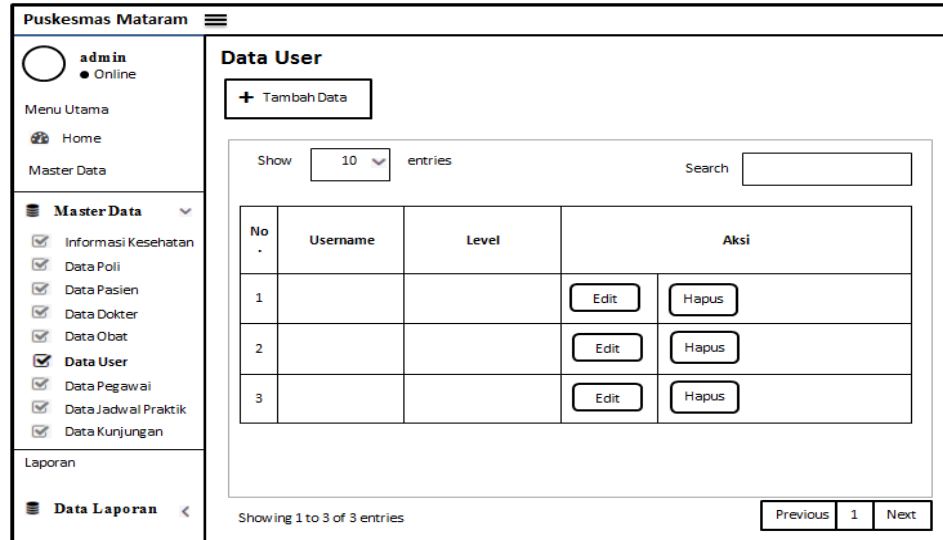 Puskesmas Mataram
admin
Online
Menu Utama
Home
Master Data
Master Data
Informasi Kesehatan
Data Poli
Data Pasien
Data Dokter
Data Obat
Data User
Data Pegawai
Data Jadwal Praktik
Data Kunjungan
Laporan
Data Laporan
Data User
+ Tambah Data
Show 10 entries
Search
No. Username Level Aksi
1 Edit Hapus
2 Edit Hapus
3 Edit Hapus
Showing 1 to 3 of 3 entries
Previous 1 Next